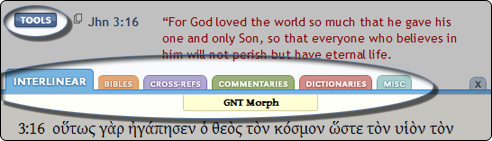 TOOLS Jhn 3:16 “For God loved the world so much that he gave his
one and only Son, so that everyone who believes in
him will not perish but have eternal life.
INTERLINEAR BIBLES CROSS-REFS COMMENTARIES DICTIONARIES MISC X
GNT Morph
3:16 οὕτως γὰρ ἠγάπησεν ὁ θεὸς τὸν κόσμον ὥστε τὸν υἱὸν τὸν